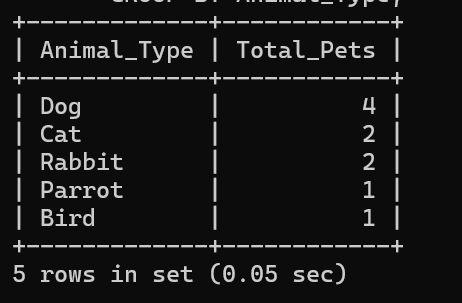 Animal_Type;
+-------------+------------+
| Animal_Type | Total_Pets |
+-------------+------------+
| Dog         |          4 |
| Cat         |          2 |
| Rabbit      |          2 |
| Parrot      |          1 |
| Bird        |          1 |
+-------------+------------+
5 rows in set (0.05 sec)